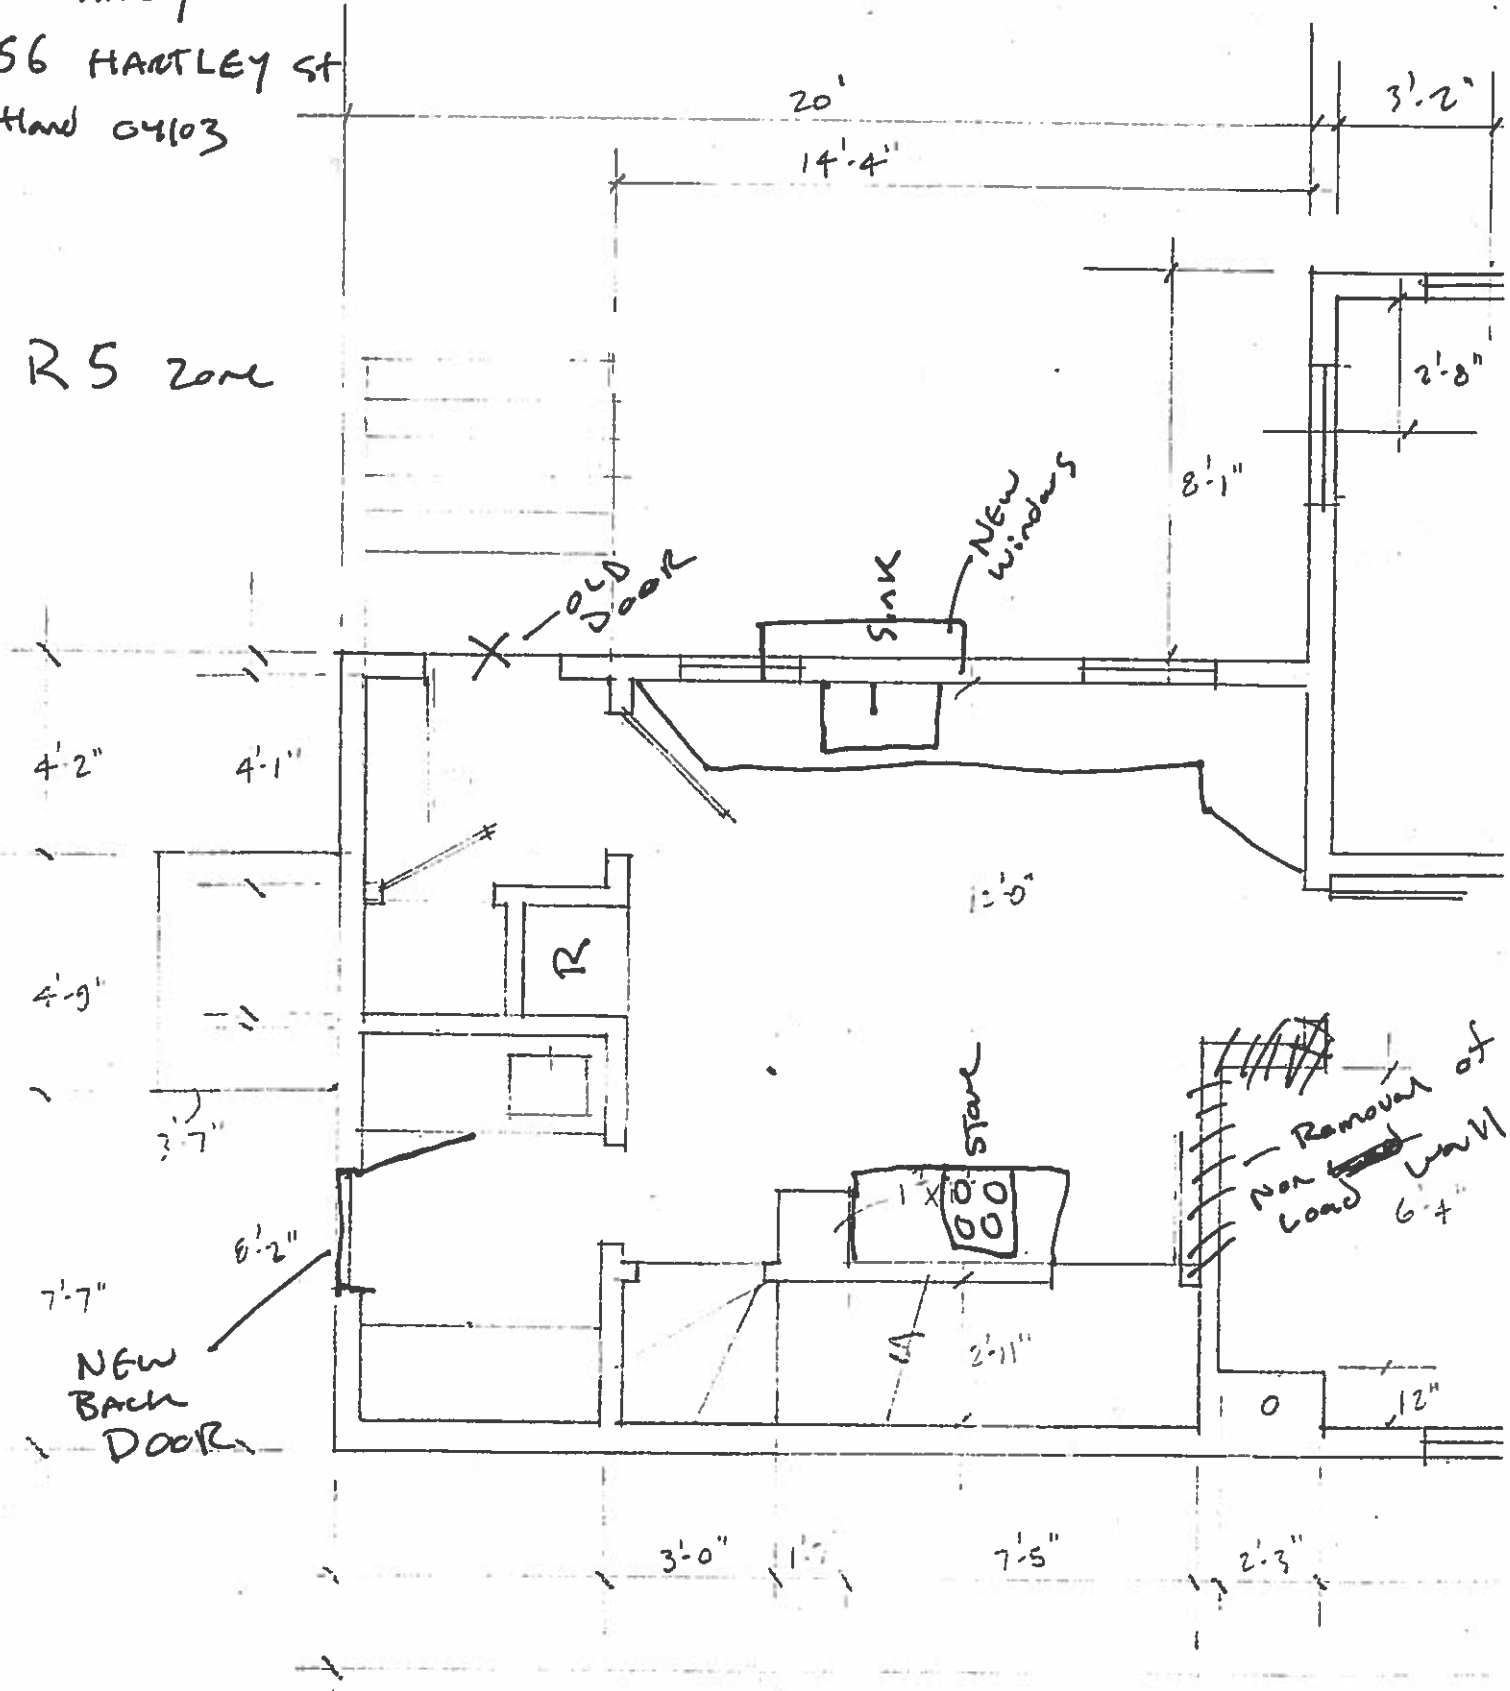 56 HARTLEY St
tland 04103
20'
3'-2"
14'-4"
R5 zone
2'-8"
8'-1"
NEW
windows
SinK
OLD
DOOR
4'-2"
4'-1"
R
4'-9"
3'-7"
Stove
Removal of
Non Load wall
6'-4"
8'-2"
7'-7"
2'-11"
NEW
BACK
DOOR
O
12"
3'-0"
7'-5"
2'-3"